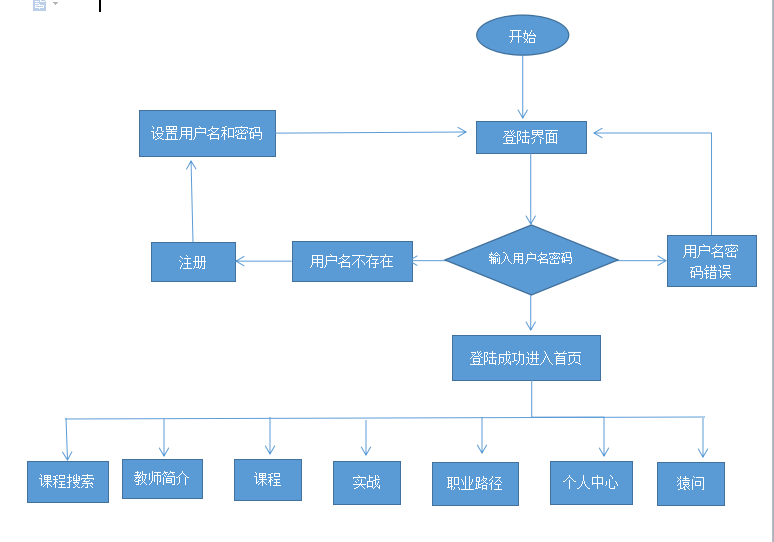 开始
设置用户名和密码
登陆界面
输入用户名密码
用户名密
码错误
用户名不存在
注册
登陆成功进入首页
课程搜索
教师简介
课程
实战
职业路径
个人中心
猿问